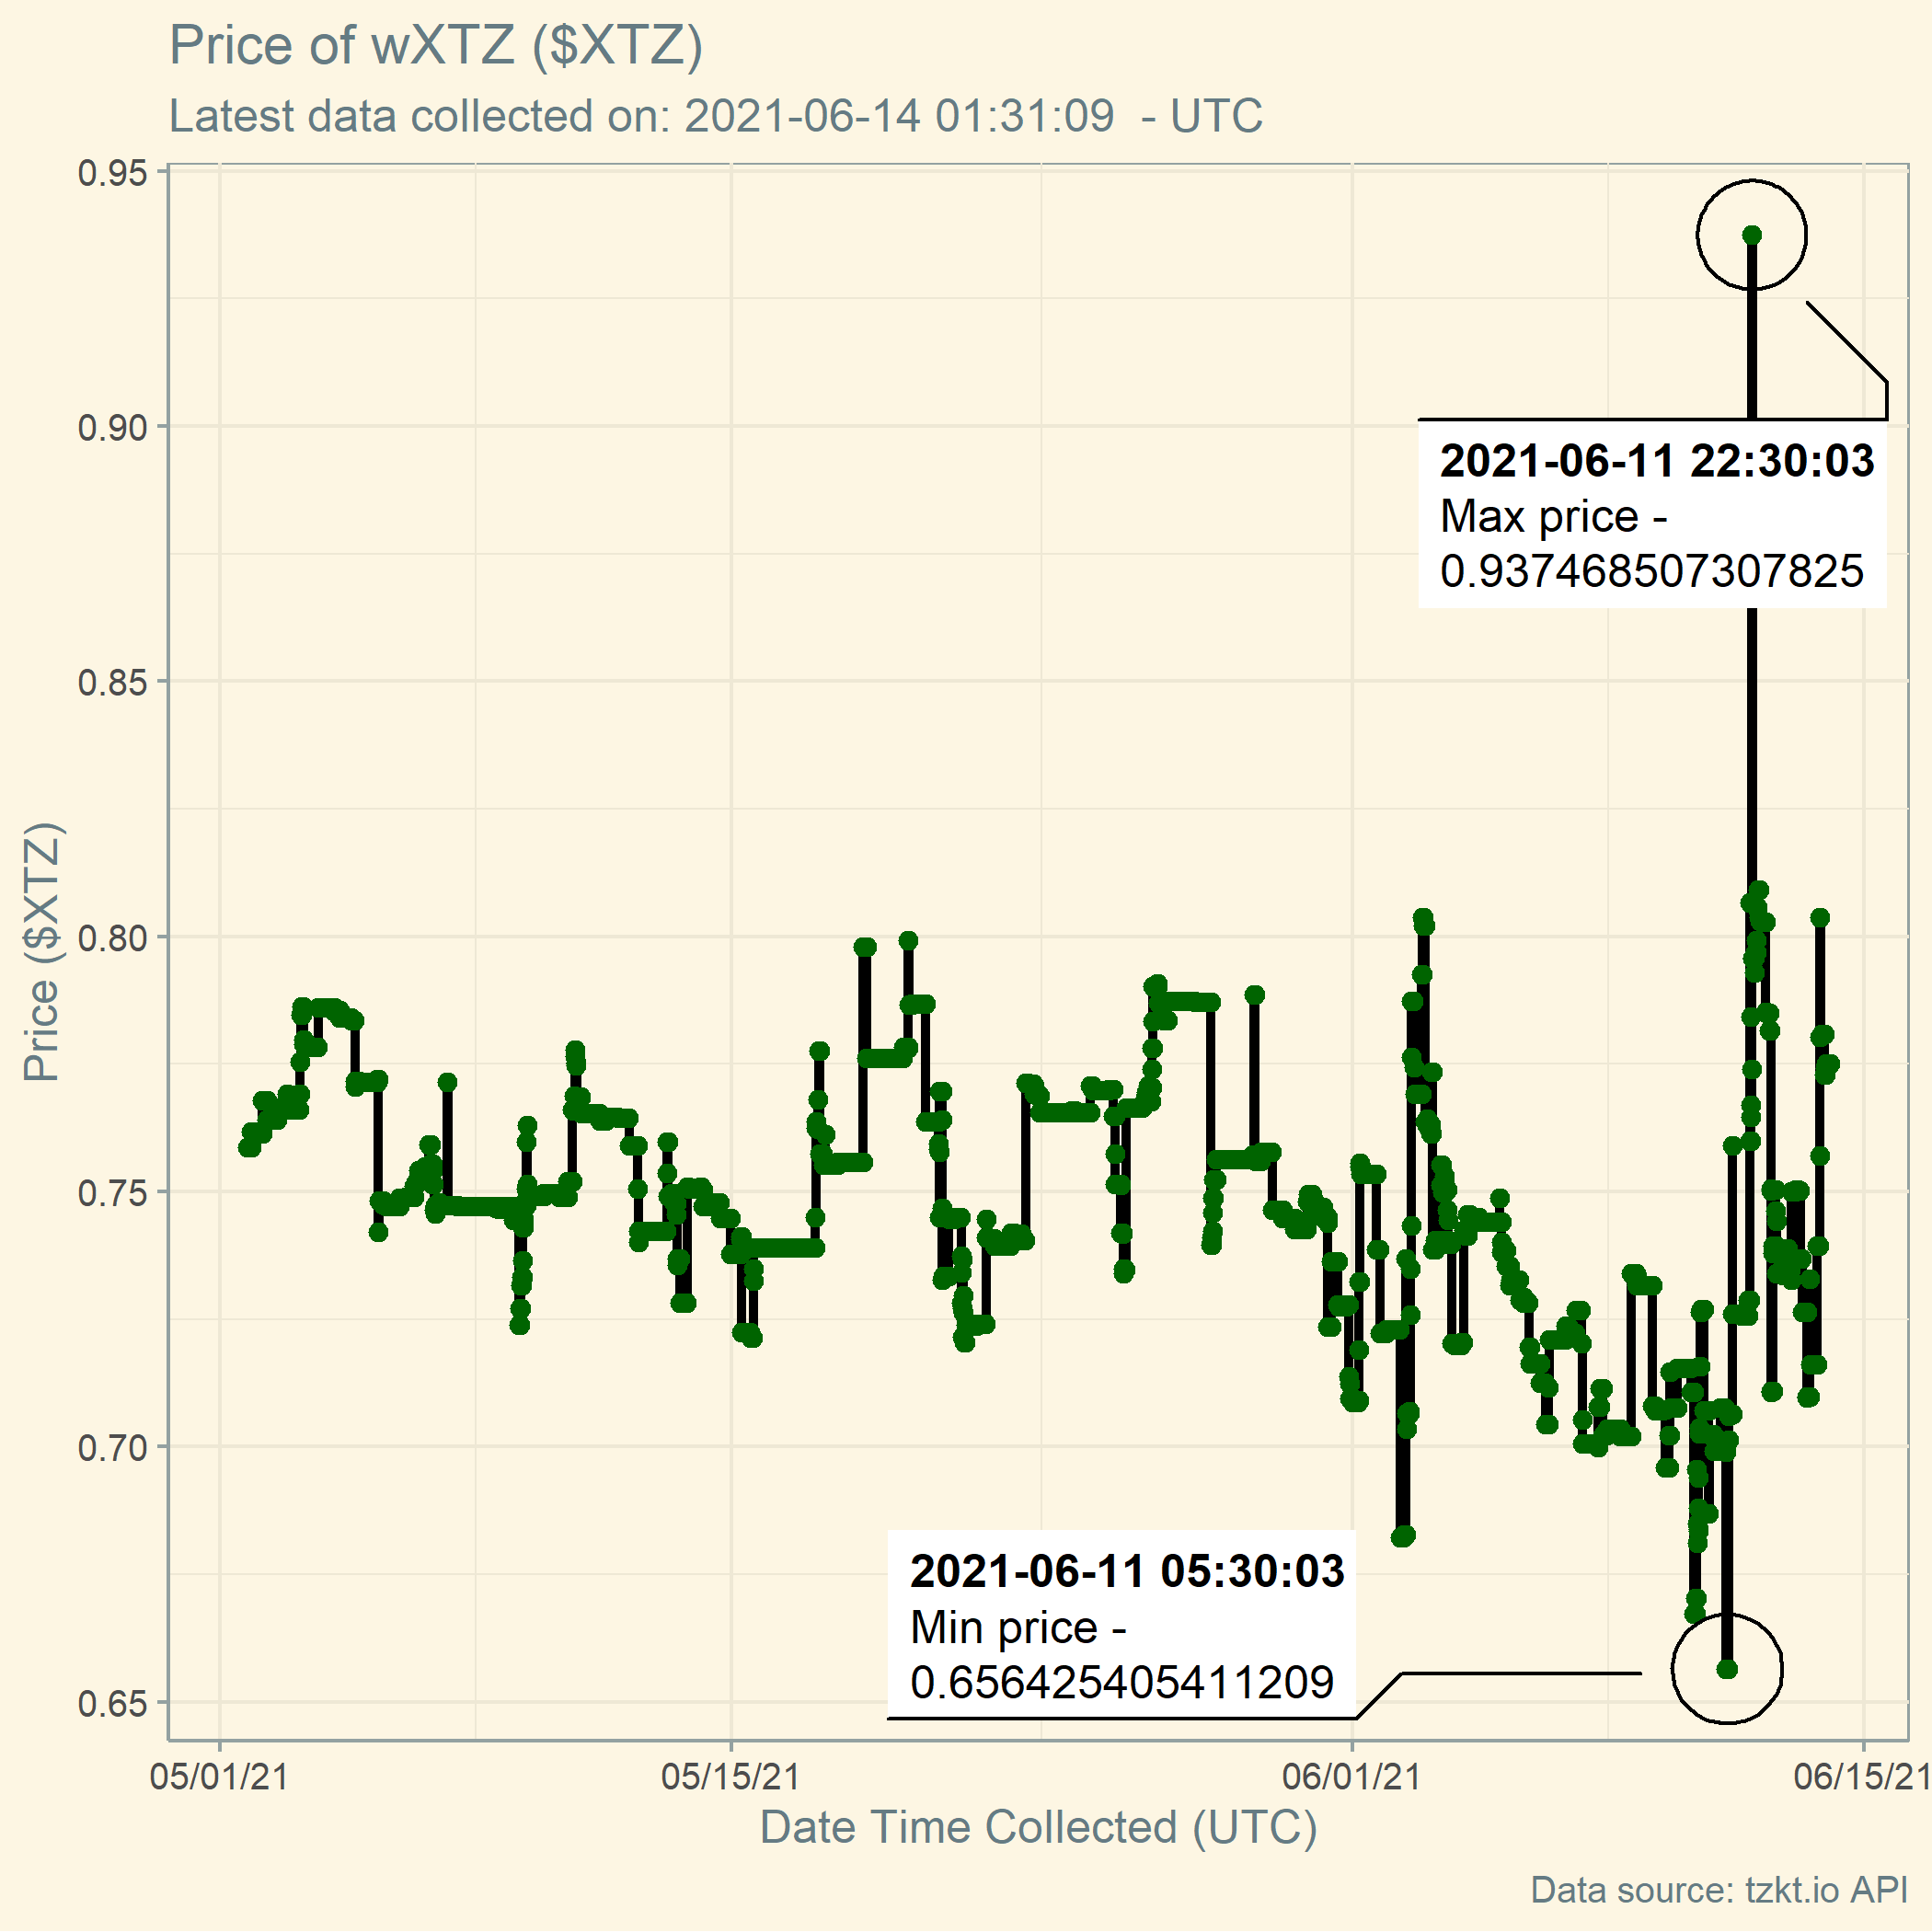 Price of wXTZ ($XTZ)
Latest data collected on: 2021-06-14 01:31:09  - UTC
0.95
0.90
0.85
0.80
0.75
0.70
0.65
Price ($XTZ)
2021-06-11 22:30:03
Max price -
0.937468507307825
2021-06-11 05:30:03
Min price -
0.656425405411209
05/01/21
05/15/21
06/01/21
06/15/21
Date Time Collected (UTC)
Data source: tzkt.io API